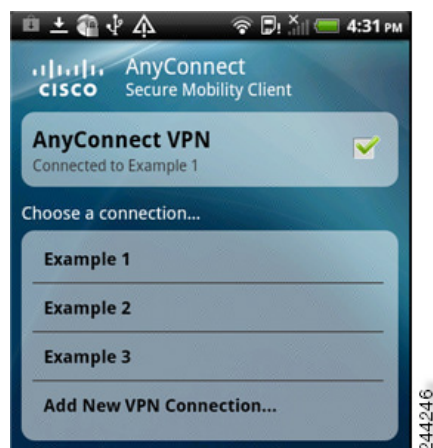 4:31 PM
AnyConnect
CISCO Secure Mobility Client
AnyConnect VPN
Connected to Example 1
Choose a connection...
Example 1
Example 2
Example 3
Add New VPN Connection...
244246